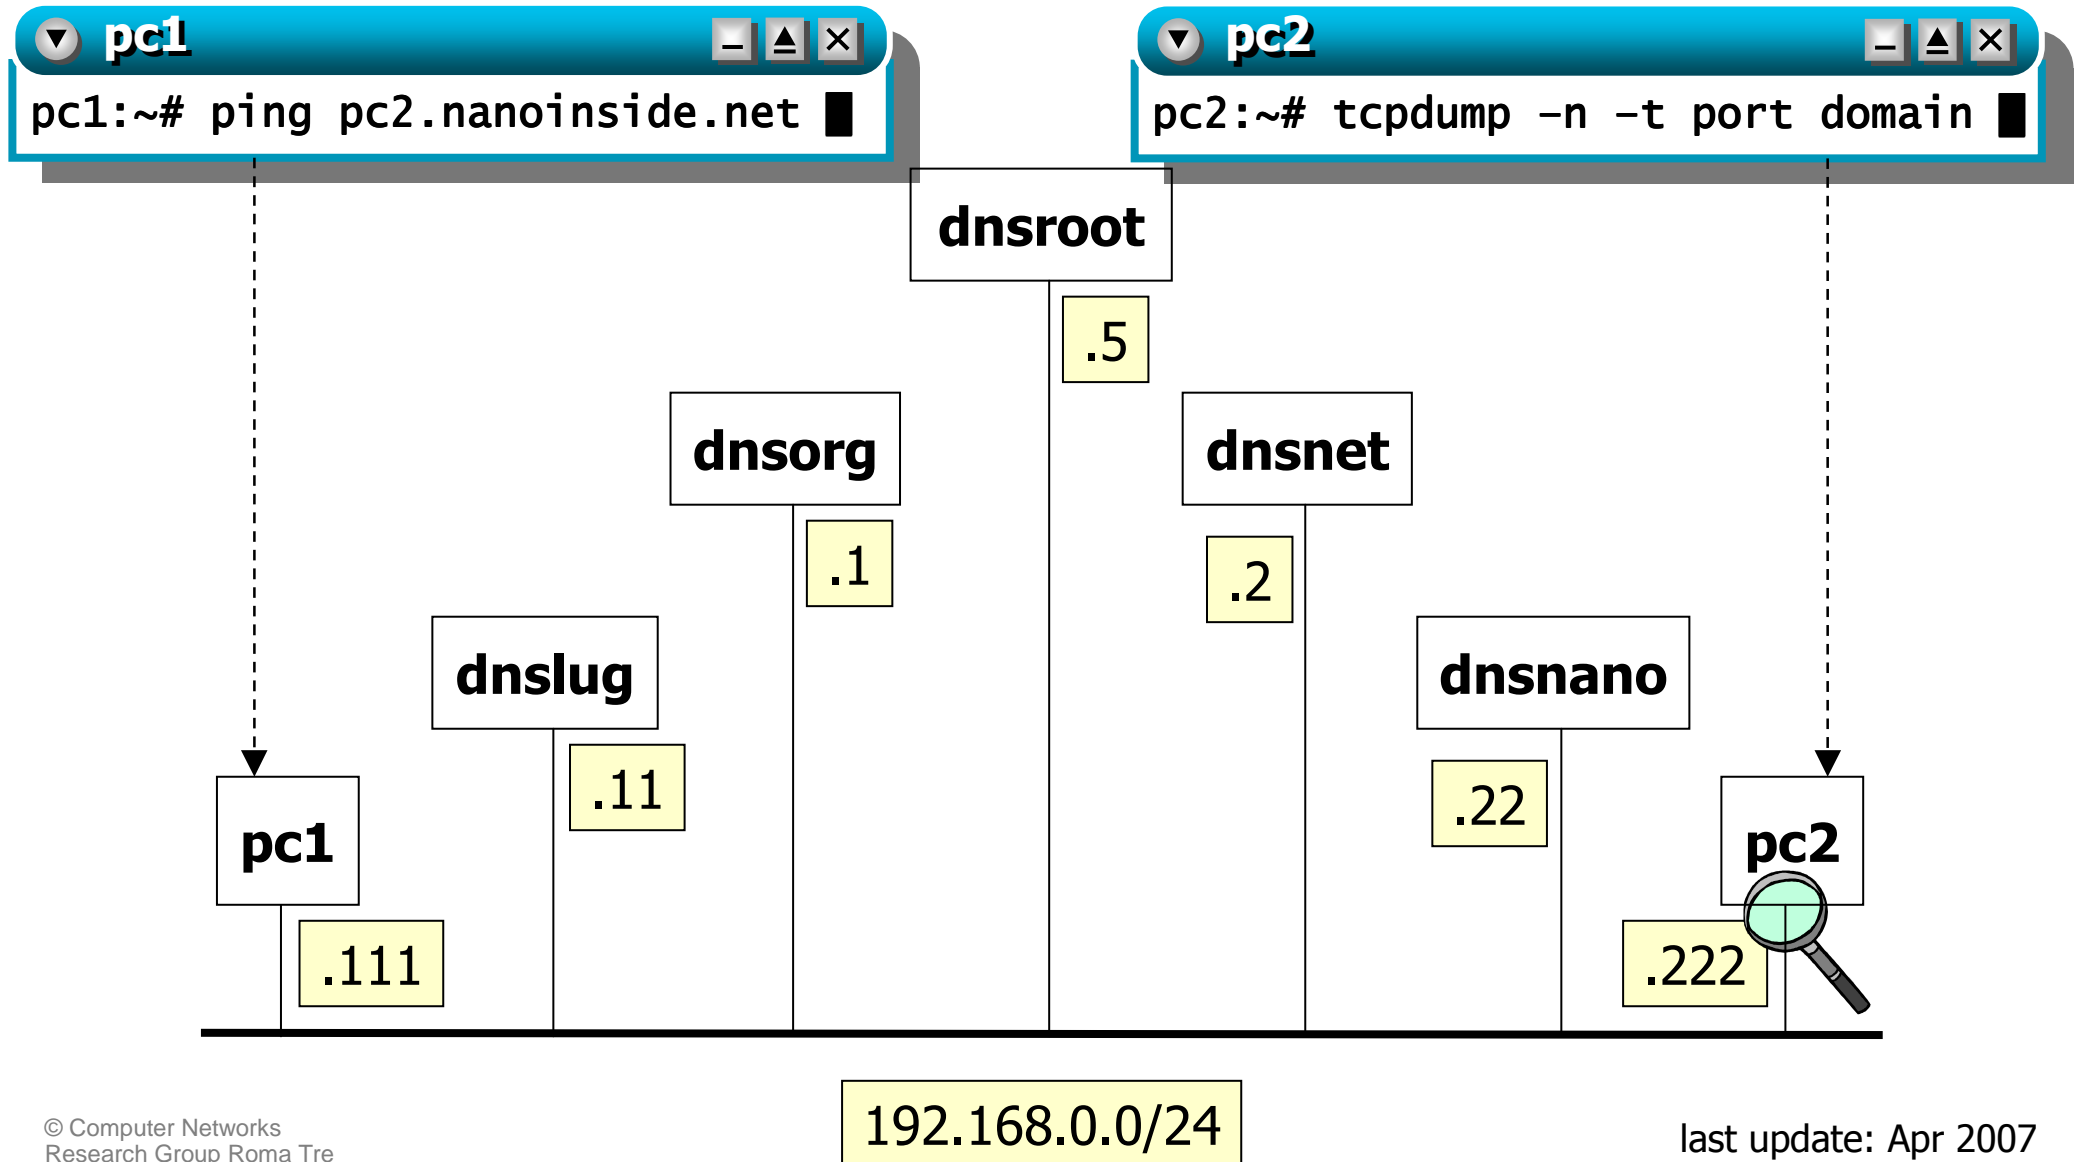 pc1
pc1:~# ping pc2.nanoinside.net
pc2
pc2:~# tcpdump –n –t port domain
dnsroot
.5
dnsorg
dnsnet
.1
.2
dnslug
dnsnano
.11
.22
pc1
pc2
.111
.222
192.168.0.0/24
© Computer Networks
Research Group Roma Tre
last update: Apr 2007